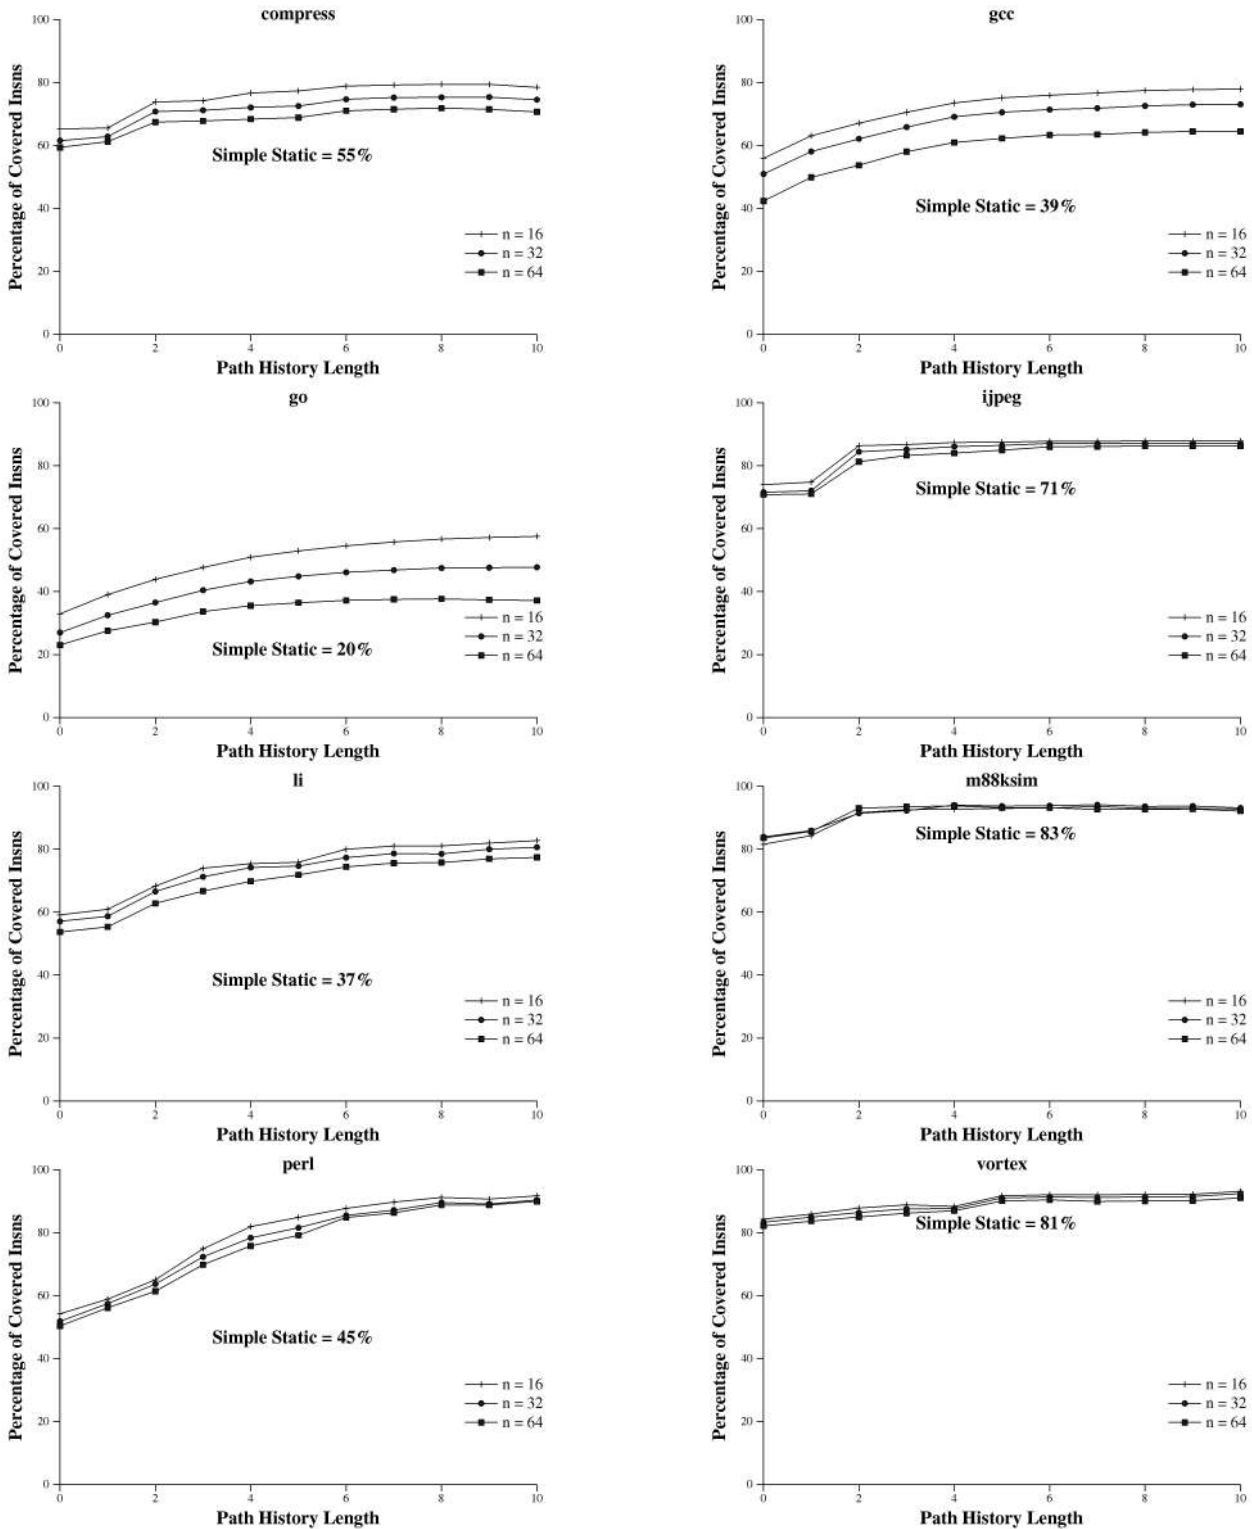 compress
Percentage of Covered Insns
100
80
60
40
20
0
Simple Static = 55%
n = 16
n = 32
n = 64
0 2 4 6 8 10
Path History Length
gcc
Percentage of Covered Insns
100
80
60
40
20
0
Simple Static = 39%
n = 16
n = 32
n = 64
0 2 4 6 8 10
Path History Length
go
Percentage of Covered Insns
100
80
60
40
20
0
Simple Static = 20%
n = 16
n = 32
n = 64
0 2 4 6 8 10
Path History Length
ijpeg
Percentage of Covered Insns
100
80
60
40
20
0
Simple Static = 71%
n = 16
n = 32
n = 64
0 2 4 6 8 10
Path History Length
li
Percentage of Covered Insns
100
80
60
40
20
0
Simple Static = 37%
n = 16
n = 32
n = 64
0 2 4 6 8 10
Path History Length
m88ksim
Percentage of Covered Insns
100
80
60
40
20
0
Simple Static = 83%
n = 16
n = 32
n = 64
0 2 4 6 8 10
Path History Length
perl
Percentage of Covered Insns
100
80
60
40
20
0
Simple Static = 45%
n = 16
n = 32
n = 64
0 2 4 6 8 10
Path History Length
vortex
Percentage of Covered Insns
100
80
60
40
20
0
Simple Static = 81%
n = 16
n = 32
n = 64
0 2 4 6 8 10
Path History Length